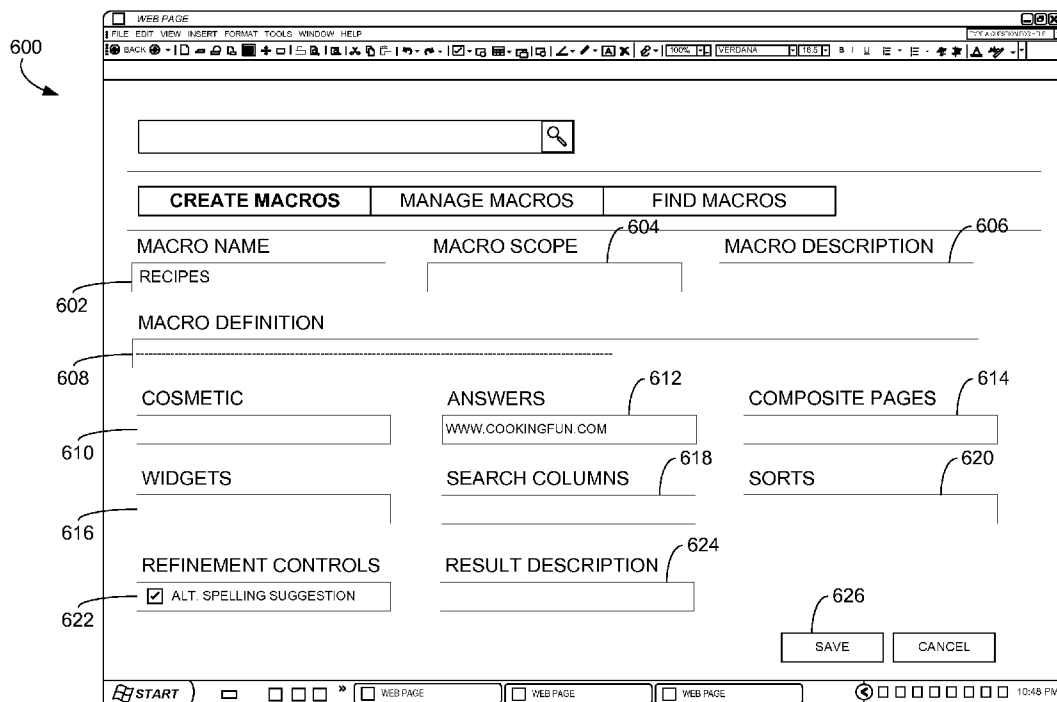 WEB PAGE
FILE EDIT VIEW INSERT FORMAT TOOLS WINDOW HELP
BACK 100% VERDANA 16.5 B I U
600
CREATE MACROS MANAGE MACROS FIND MACROS
604 606
MACRO NAME MACRO SCOPE MACRO DESCRIPTION
RECIPES
602
MACRO DEFINITION
608
612 614
COSMETIC ANSWERS COMPOSITE PAGES
WWW.COOKINGFUN.COM
610
618 620
WIDGETS SEARCH COLUMNS SORTS
616
624
REFINEMENT CONTROLS RESULT DESCRIPTION
ALT. SPELLING SUGGESTION
622
626
SAVE CANCEL
START » WEB PAGE WEB PAGE WEB PAGE 10:48 PM